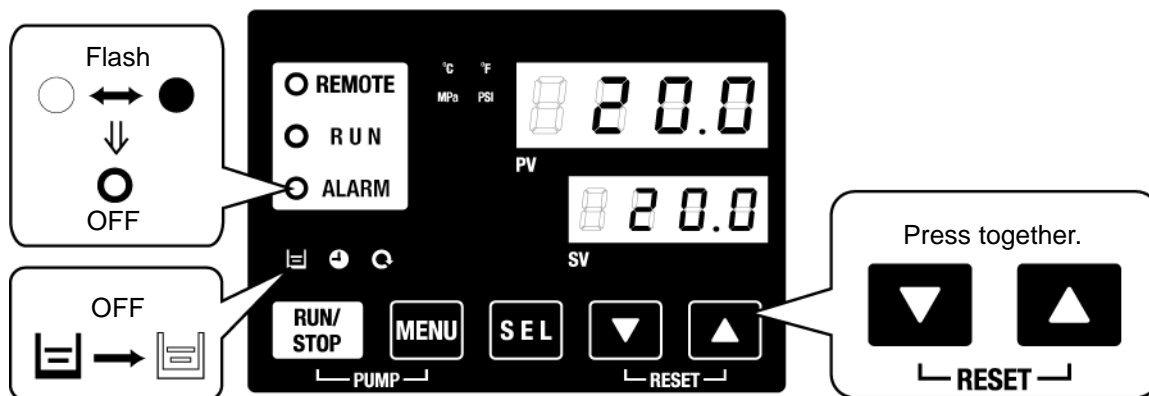 Flash
OFF
OFF
REMOTE
RUN
ALARM
°C °F
MPa PSI
20.0
PV
20.0
SV
RUN/
STOP
MENU
SEL
PUMP
RESET
Press together.
RESET